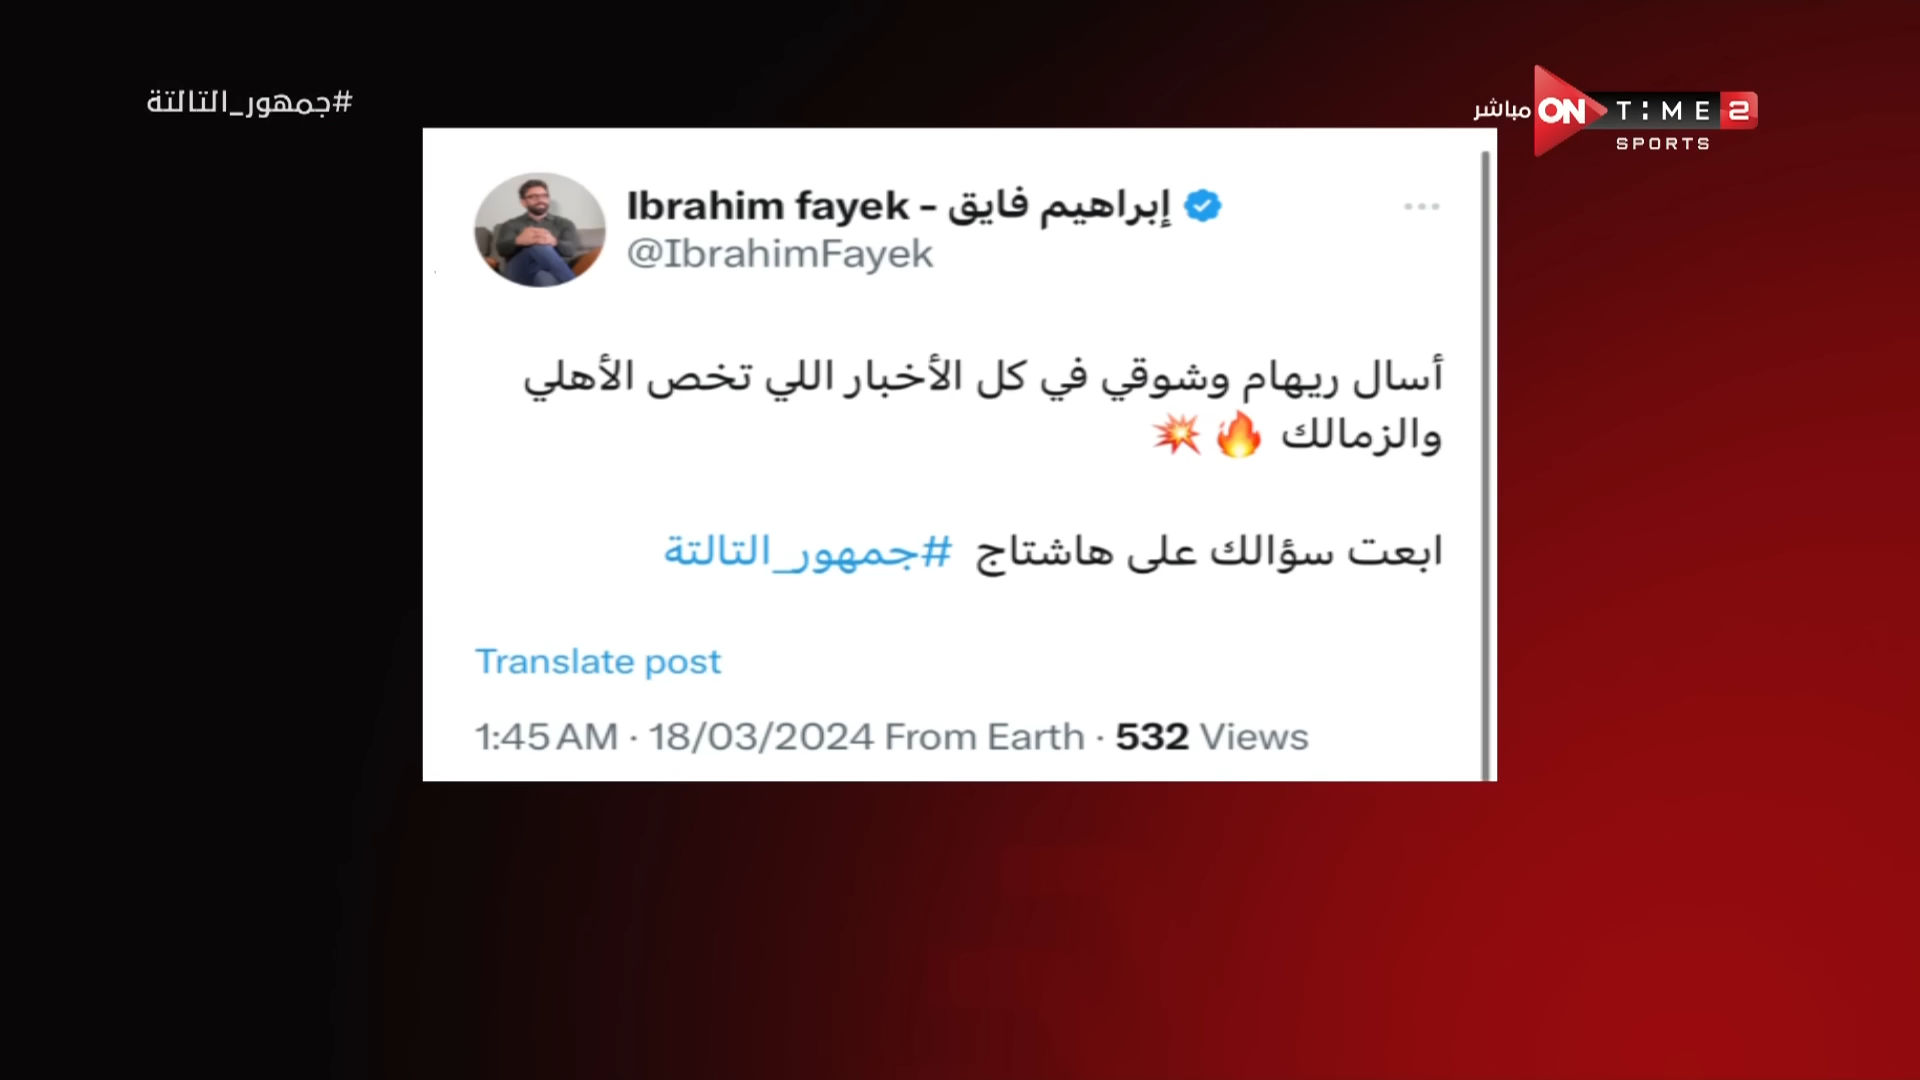 #جمهور_التالتة
مباشر ON TIME 2
SPORTS
Ibrahim fayek - إبراهيم فايق
@IbrahimFayek
أسال ريهام وشوقي في كل الأخبار اللي تخص الأهلي
والزمالك 🔥 💥
ابعت سؤالك على هاشتاج #جمهور_التالتة
Translate post
1:45 AM · 18/03/2024 From Earth · 532 Views